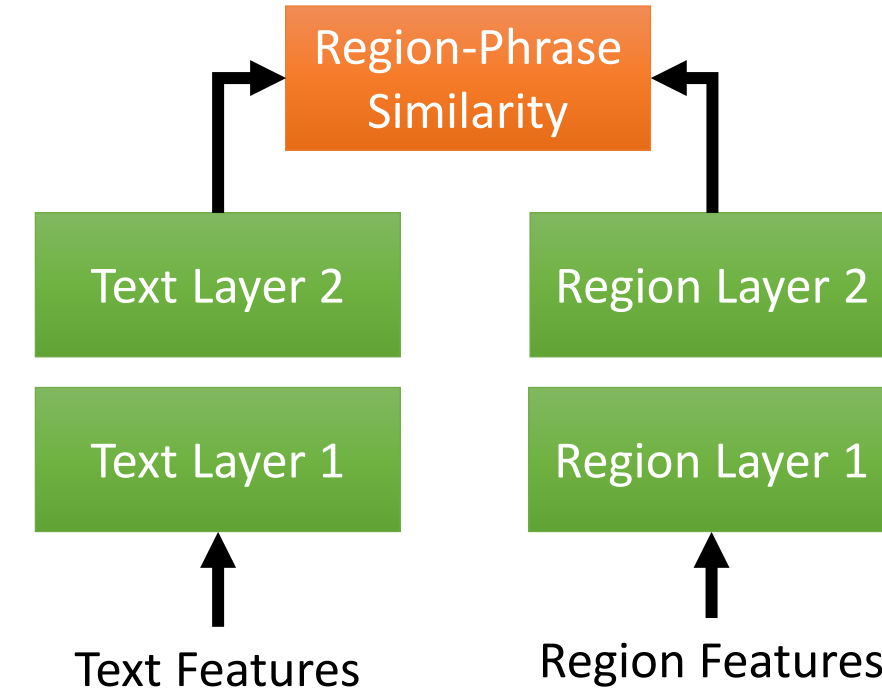 Region-Phrase
Similarity
Text Layer 2
Region Layer 2
Text Layer 1
Region Layer 1
Text Features
Region Features